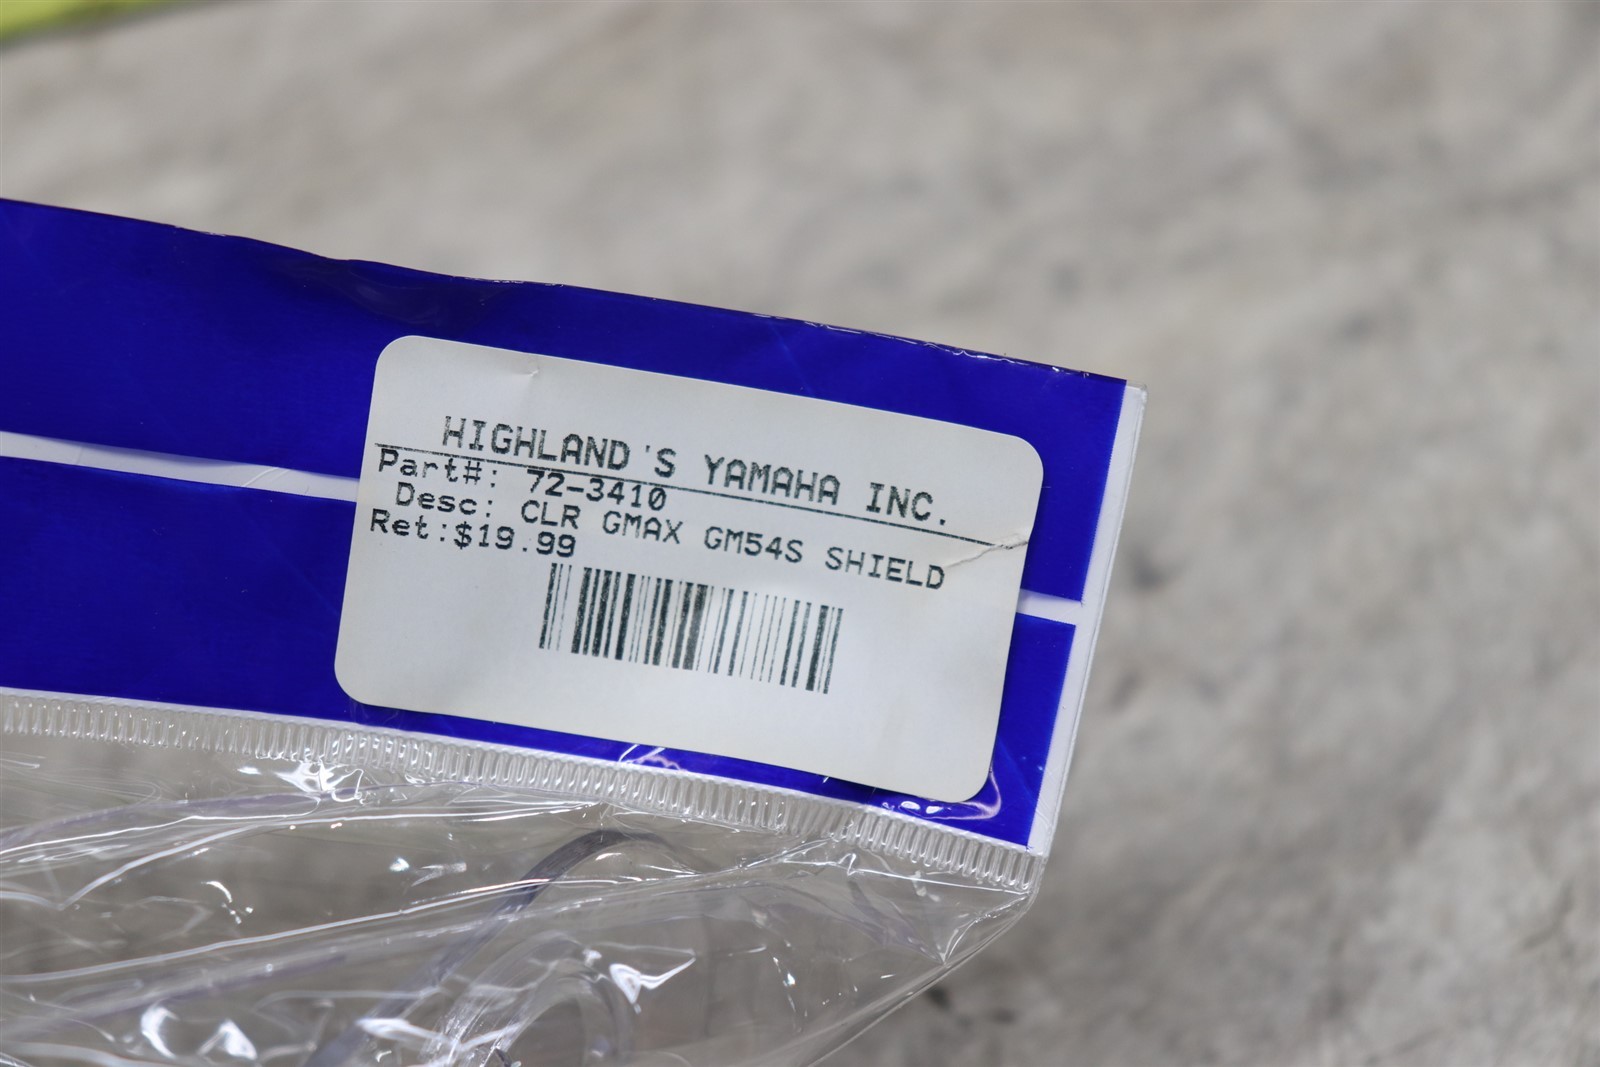 HIGHLAND'S YAMAHA INC.
Part#: 72-3410
Desc: CLR GMAX GM54S SHIELD
Ret:$19.99